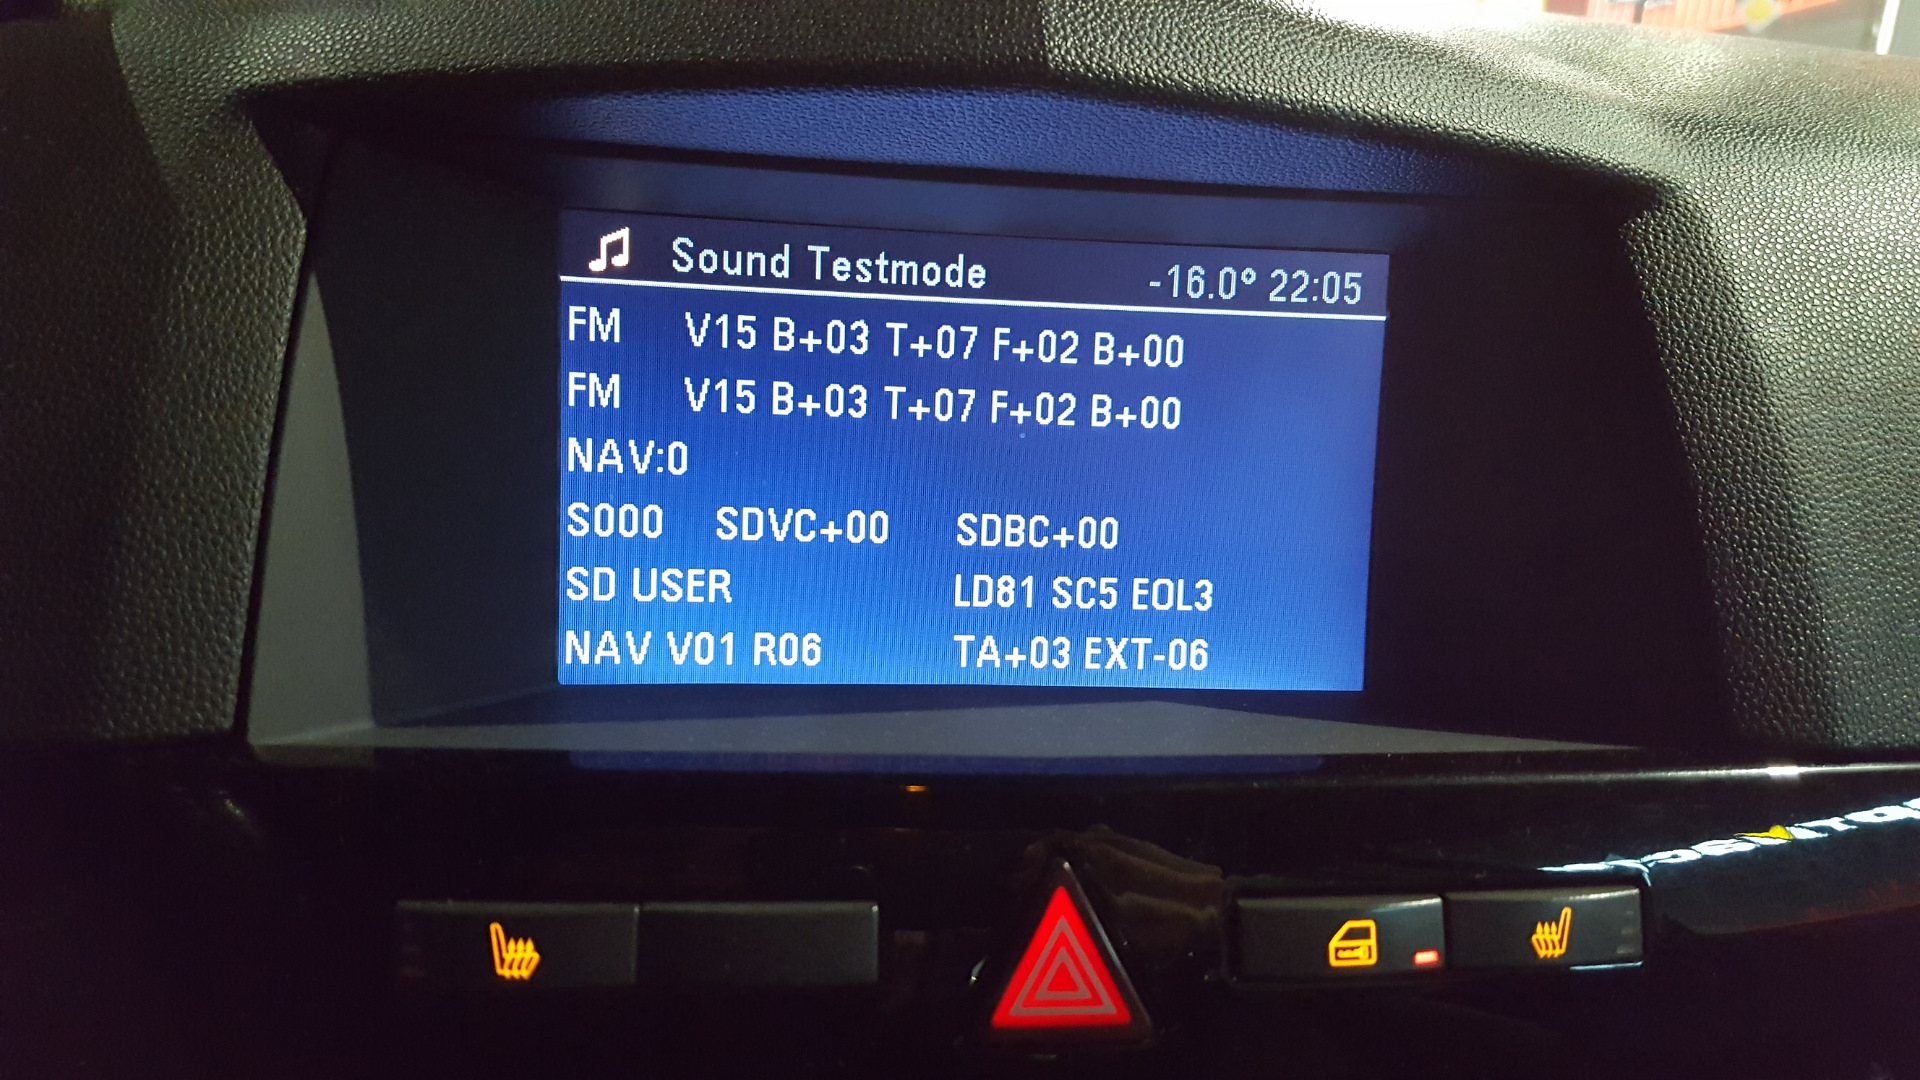 Sound Testmode -16.0° 22:05
FM V15 B+03 T+07 F+02 B+00
FM V15 B+03 T+07 F+02 B+00
NAV:0
S000 SDVC+00 SDBC+00
SD USER LD81 SC5 EOL3
NAV V01 R06 TA+03 EXT-06